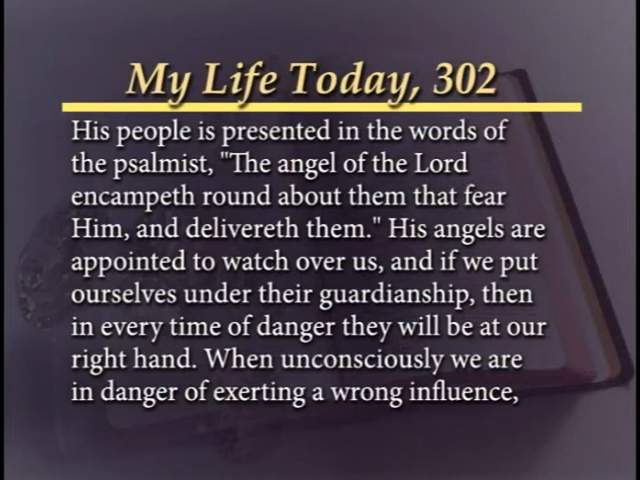 My Life Today, 302
His people is presented in the words of
the psalmist, "The angel of the Lord
encampeth round about them that fear
Him, and delivereth them." His angels are
appointed to watch over us, and if we put
ourselves under their guardianship, then
in every time of danger they will be at our
right hand. When unconsciously we are
in danger of exerting a wrong influence,